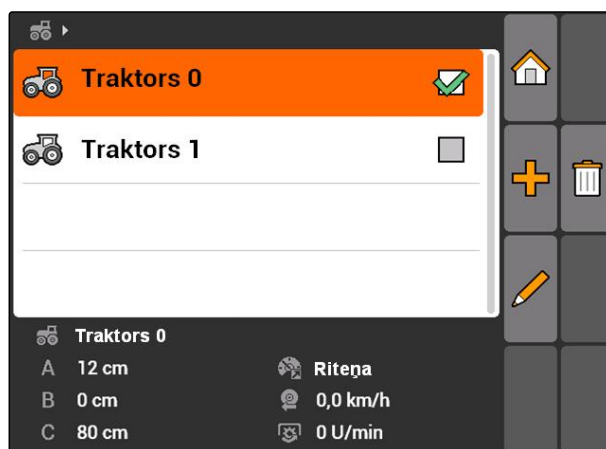 Traktors 0
Traktors 1
Traktors 0
A 12 cm Riteņa
B 0 cm 0,0 km/h
C 80 cm 0 U/min